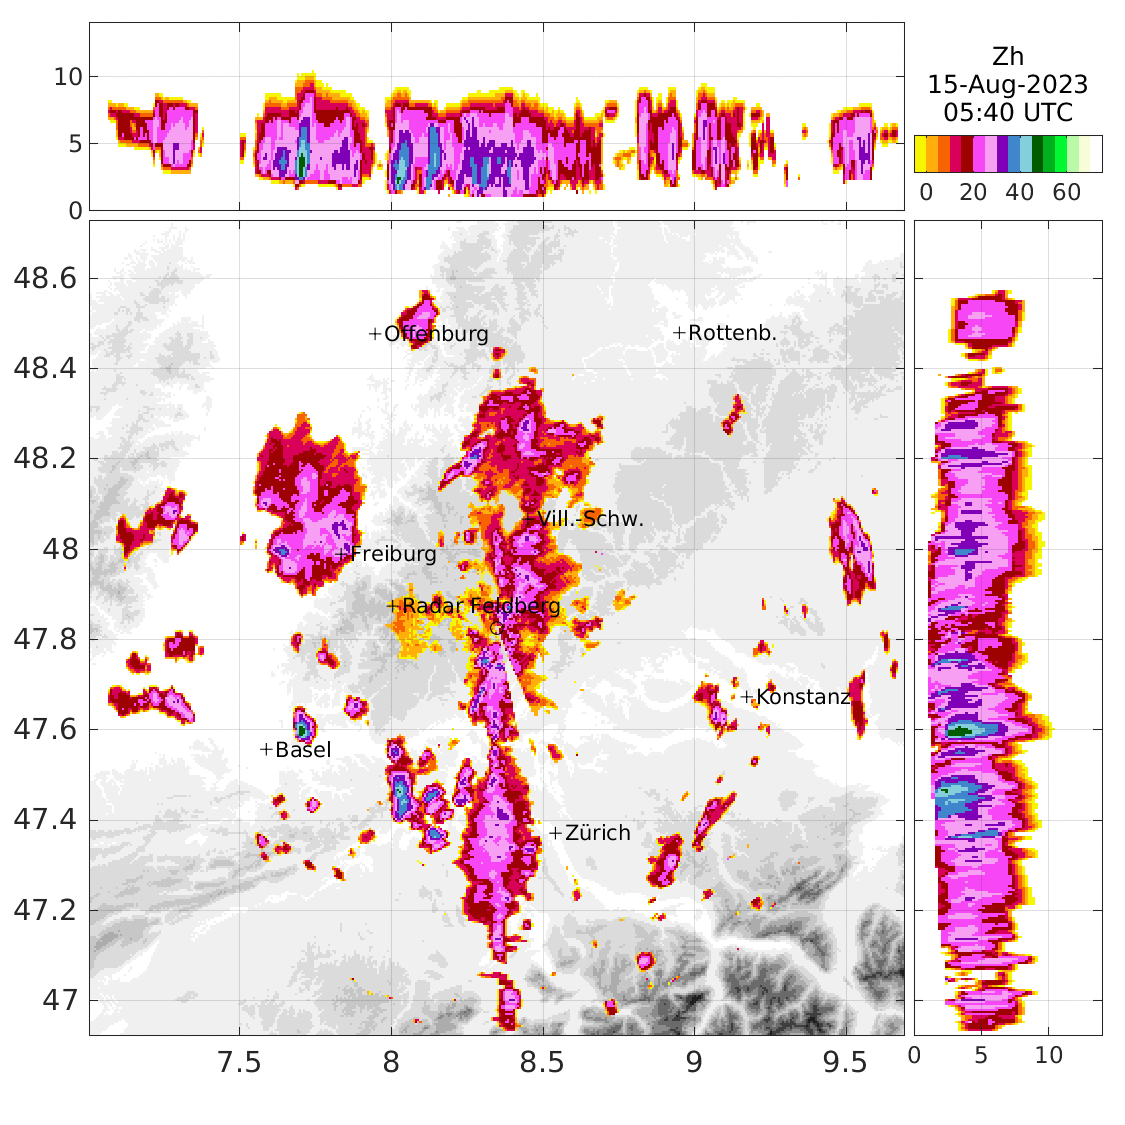 Zh
15-Aug-2023
05:40 UTC
0 20 40 60
10
5
0
48.6
48.4
48.2
48
47.8
47.6
47.4
47.2
47
+Offenburg
+Rottenb.
+Vill.-Schw.
+Freiburg
+Radar Feldberg
+Konstanz
+Basel
+Zürich
7.5 8 8.5 9 9.5
0 5 10